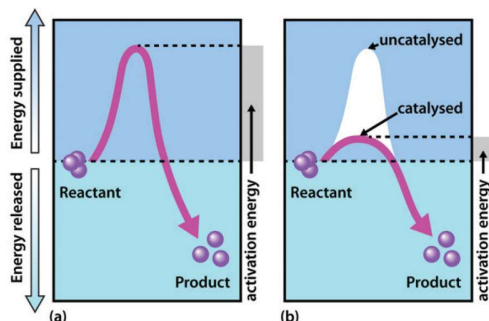 Energy supplied
Energy released
Reactant
Product
activation energy
(a)
uncatalysed
catalysed
Reactant
Product
activation energy
(b)